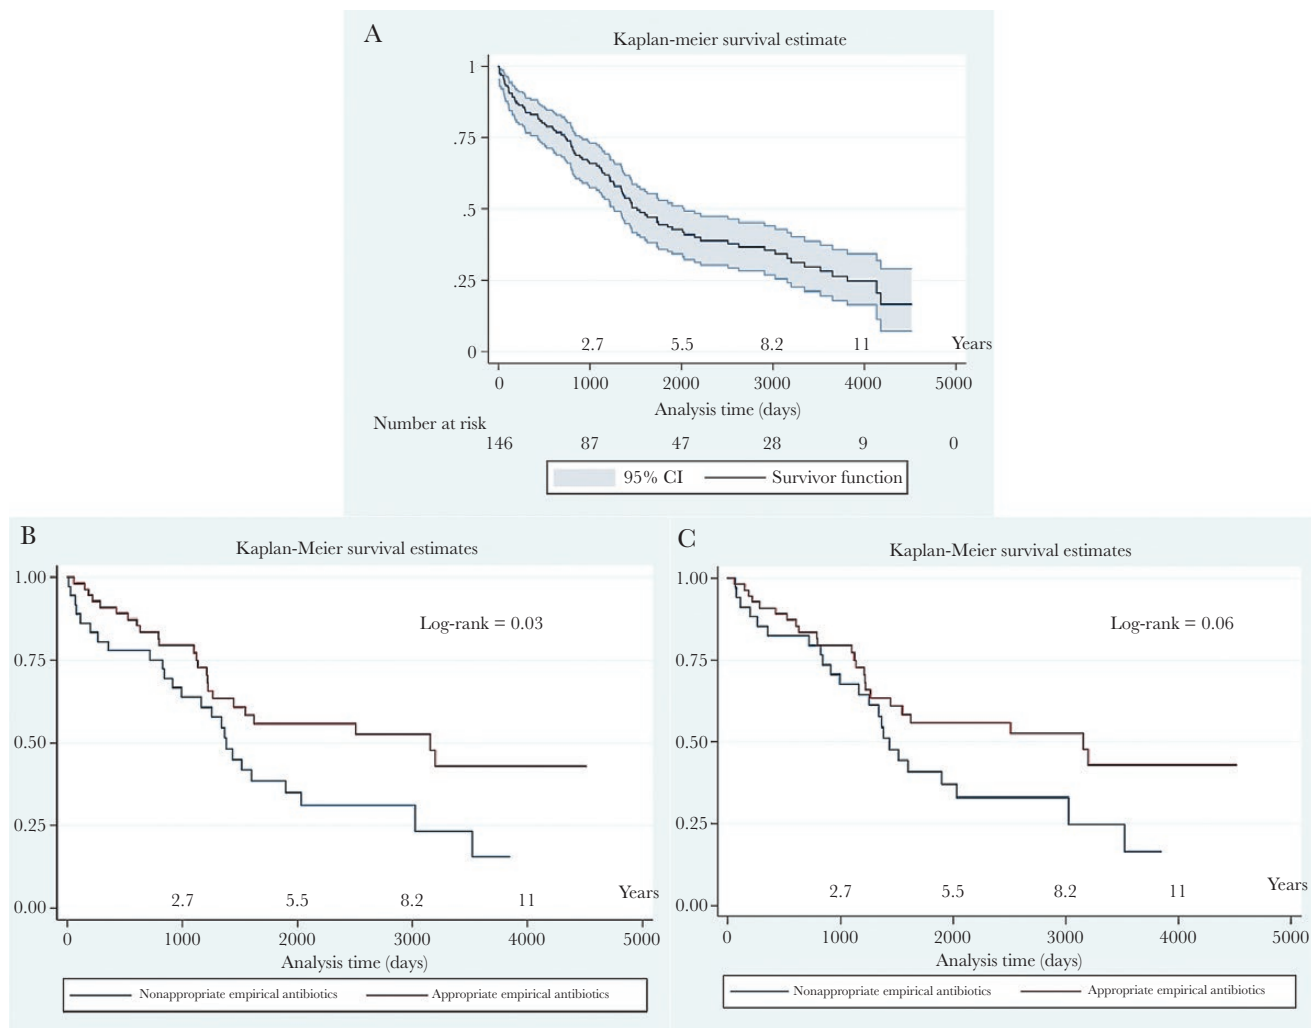 A
Kaplan-meier survival estimate
1
.75
.5
.25
0
2.7 5.5 8.2 11 Years
0 1000 2000 3000 4000 5000
Analysis time (days)
Number at risk
146 87 47 28 9 0
95% CI Survivor function
B
Kaplan-Meier survival estimates
1.00
Log-rank = 0.03
0.75
0.50
0.25
2.7 5.5 8.2 11 Years
0.00
0 1000 2000 3000 4000 5000
Analysis time (days)
Nonappropriate empirical antibiotics Appropriate empirical antibiotics
C
Kaplan-Meier survival estimates
1.00
Log-rank = 0.06
0.75
0.50
0.25
2.7 5.5 8.2 11 Years
0.00
0 1000 2000 3000 4000 5000
Analysis time (days)
Nonappropriate empirical antibiotics Appropriate empirical antibiotics